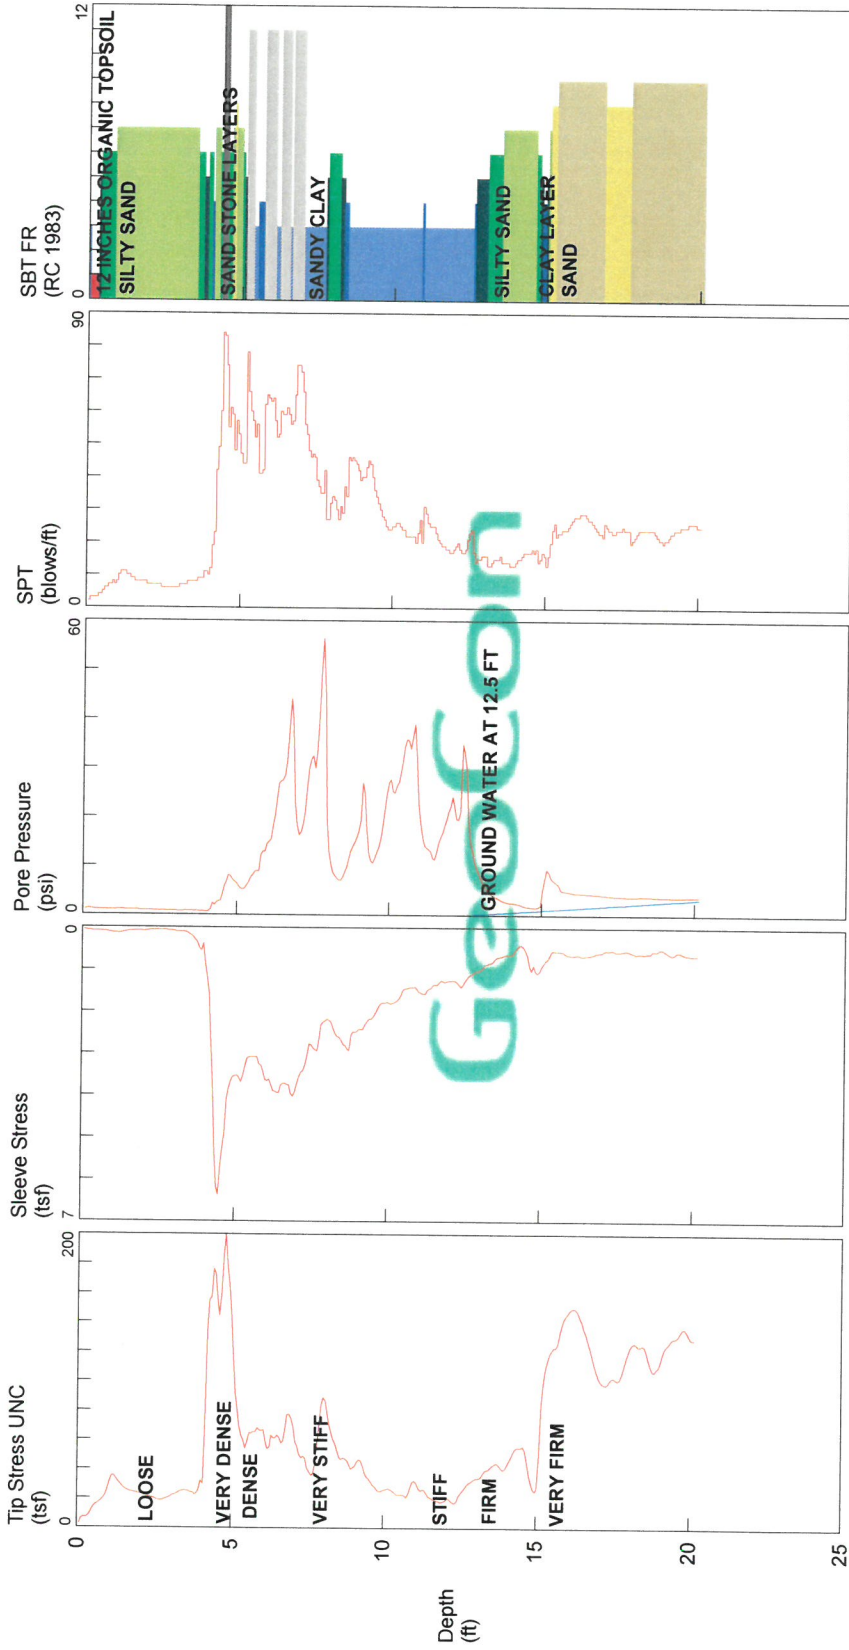 Tip Stress UNC
(tsf)
0
200
Sleeve Stress
(tsf)
7
0
Pore Pressure
(psi)
0
60
SPT
(blows/ft)
0
90
SBT FR
(RC 1983)
0
12
Depth
(ft)
0
5
10
15
20
25
LOOSE
VERY DENSE
DENSE
VERY STIFF
STIFF
FIRM
VERY FIRM
GROUND WATER AT 12.5 FT
12 INCHES ORGANIC TOPSOIL
SILTY SAND
SAND STONE LAYERS
SANDY CLAY
SILTY SAND
CLAY LAYER
SAND
GeoCon